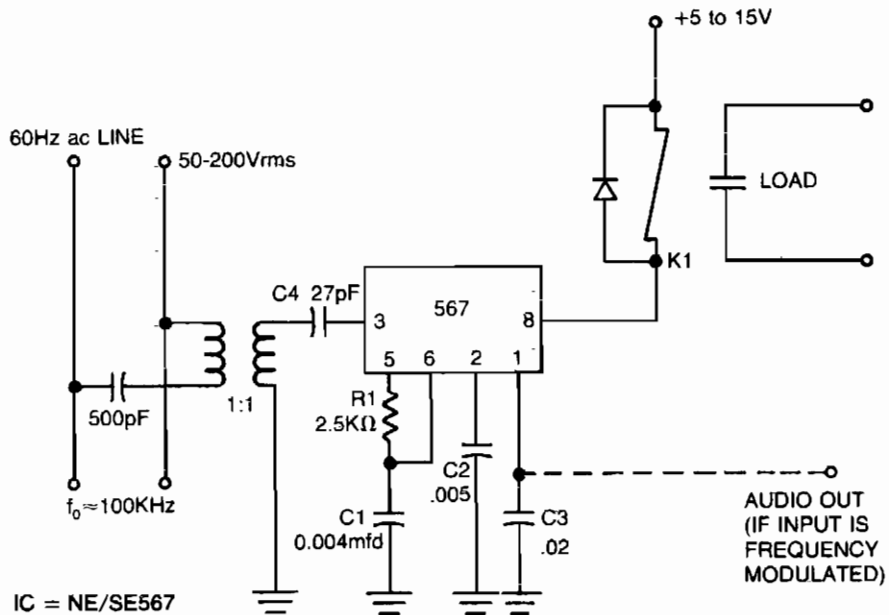 +5 to 15V
60Hz ac LINE
50-200Vrms
LOAD
K1
C4 27pF
567
3
8
5
6
2
1
500pF
1:1
R1
2.5KΩ
C2
.005
fo≈100KHz
C1
0.004mfd
C3
.02
AUDIO OUT
(IF INPUT IS
FREQUENCY
MODULATED)
IC = NE/SE567